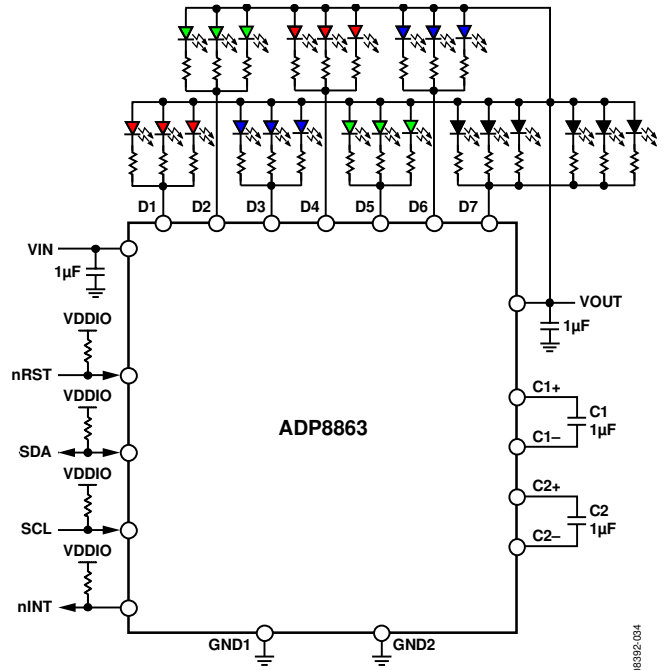 D1 D2 D3 D4 D5 D6 D7
VIN
1µF
VOUT
1µF
VDDIO
nRST
VDDIO
SDA
VDDIO
SCL
VDDIO
nINT
ADP8863
C1+
C1
1µF
C1–
C2+
C2
1µF
C2–
GND1
GND2
08392-034